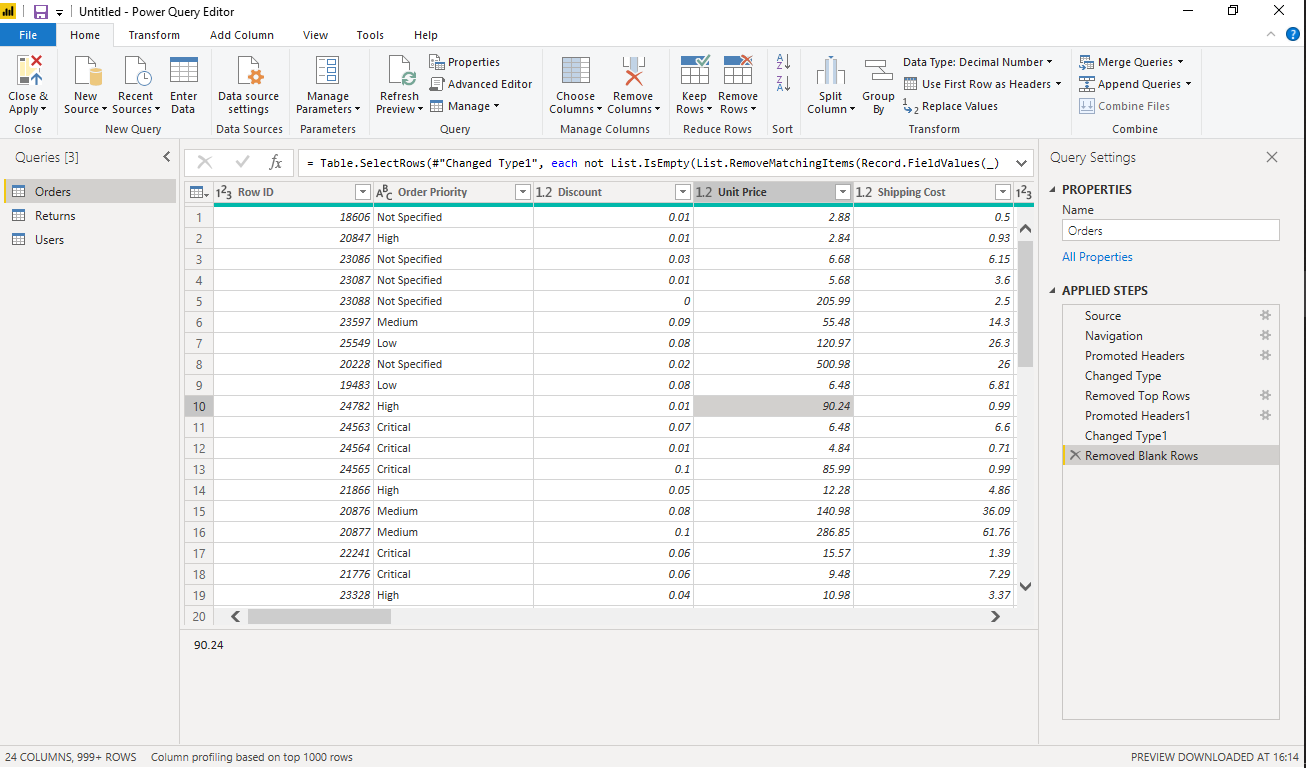 Untitled - Power Query Editor
File Home Transform Add Column View Tools Help
Close & Apply
New Source
Recent Sources
Enter Data
Data source settings
Manage Parameters
Refresh Preview
Properties
Advanced Editor
Manage
Choose Columns
Remove Columns
Keep Rows
Remove Rows
Split Column
Group By
Data Type: Decimal Number
Use First Row as Headers
Replace Values
Merge Queries
Append Queries
Combine Files
Close New Query Data Sources Parameters Query Manage Columns Reduce Rows Sort Transform Combine
Queries [3]
Orders
Returns
Users
fx = Table.SelectRows(#"Changed Type1", each not List.IsEmpty(List.RemoveMatchingItems(Record.FieldValues(_)
123 Row ID ABC Order Priority 1.2 Discount 1.2 Unit Price 1.2 Shipping Cost 123
1 18606 Not Specified 0.01 2.88 0.5
2 20847 High 0.01 2.84 0.93
3 23086 Not Specified 0.03 6.68 6.15
4 23087 Not Specified 0.01 5.68 3.6
5 23088 Not Specified 0 205.99 2.5
6 23597 Medium 0.09 55.48 14.3
7 25549 Low 0.08 120.97 26.3
8 20228 Not Specified 0.02 500.98 26
9 19483 Low 0.08 6.48 6.81
10 24782 High 0.01 90.24 0.99
11 24563 Critical 0.07 6.48 6.6
12 24564 Critical 0.01 4.84 0.71
13 24565 Critical 0.1 85.99 0.99
14 21866 High 0.05 12.28 4.86
15 20876 Medium 0.08 140.98 36.09
16 20877 Medium 0.1 286.85 61.76
17 22241 Critical 0.06 15.57 1.39
18 21776 Critical 0.06 9.48 7.29
19 23328 High 0.04 10.98 3.37
20
90.24
Query Settings
PROPERTIES
Name
Orders
All Properties
APPLIED STEPS
Source
Navigation
Promoted Headers
Changed Type
Removed Top Rows
Promoted Headers1
Changed Type1
Removed Blank Rows
24 COLUMNS, 999+ ROWS Column profiling based on top 1000 rows PREVIEW DOWNLOADED AT 16:14